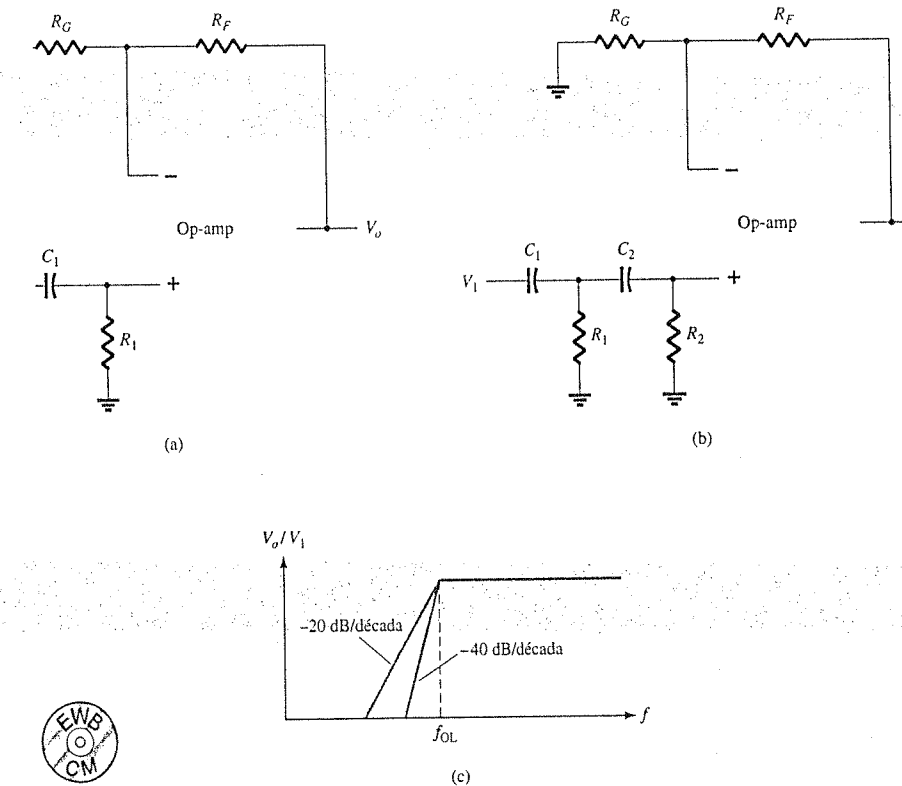 R_G R_F
−
Op-amp V_o
C_1
+
R_1
(a)
R_G R_F
−
Op-amp
V_1 C_1 C_2
+
R_1 R_2
(b)
V_o/V_1
−20 dB/década
−40 dB/década
f
f_OL
(c)
EWB
CM